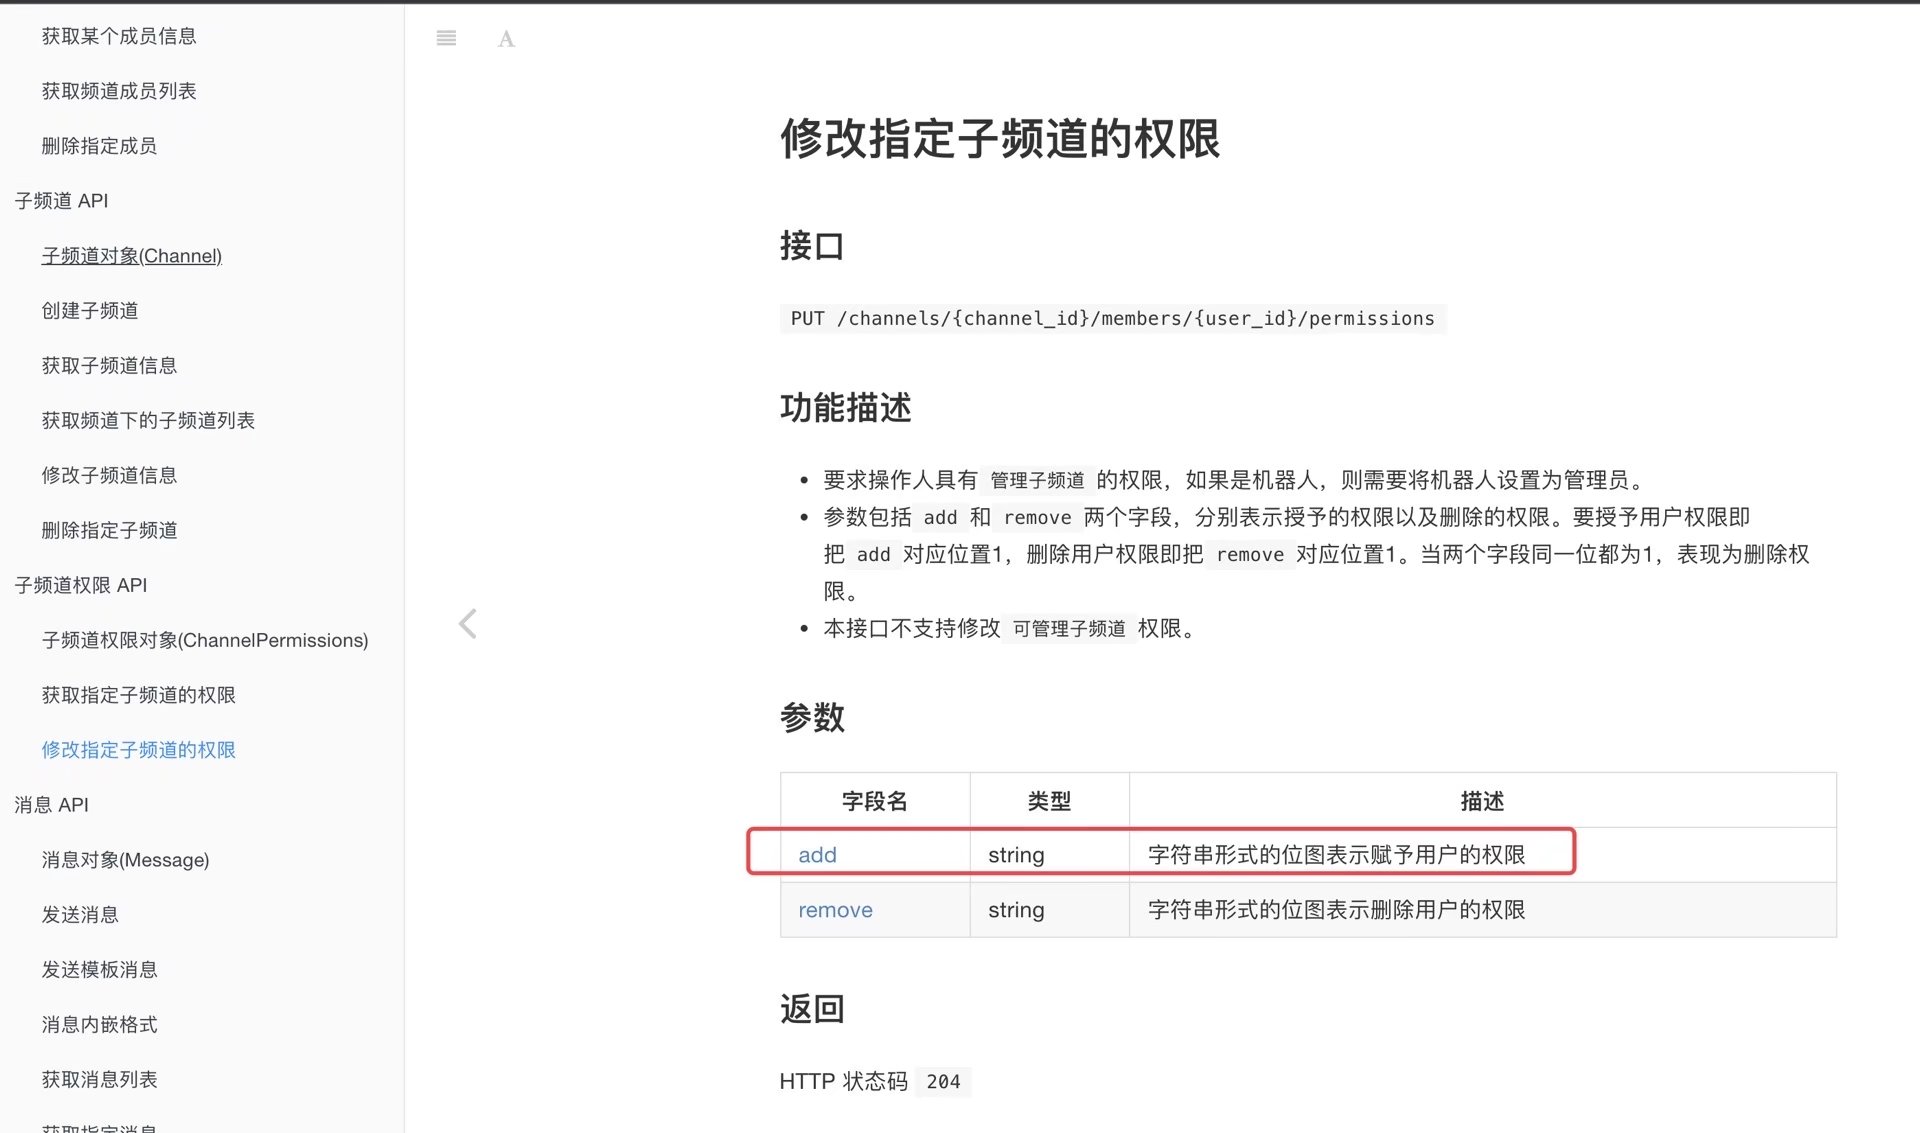 获取某个成员信息
获取频道成员列表
删除指定成员
子频道 API
子频道对象(Channel)
创建子频道
获取子频道信息
获取频道下的子频道列表
修改子频道信息
删除指定子频道
子频道权限 API
子频道权限对象(ChannelPermissions)
获取指定子频道的权限
修改指定子频道的权限
消息 API
消息对象(Message)
发送消息
发送模板消息
消息内嵌格式
获取消息列表
获取指定消息
A
修改指定子频道的权限
接口
PUT /channels/{channel_id}/members/{user_id}/permissions
功能描述
• 要求操作人具有 管理子频道 的权限，如果是机器人，则需要将机器人设置为管理员。
• 参数包括 add 和 remove 两个字段，分别表示授予的权限以及删除的权限。要授予用户权限即
把 add 对应位置1，删除用户权限即把 remove 对应位置1。当两个字段同一位都为1，表现为删除权
限。
• 本接口不支持修改 可管理子频道 权限。
参数
字段名 类型 描述
add string 字符串形式的位图表示赋予用户的权限
remove string 字符串形式的位图表示删除用户的权限
返回
HTTP 状态码 204